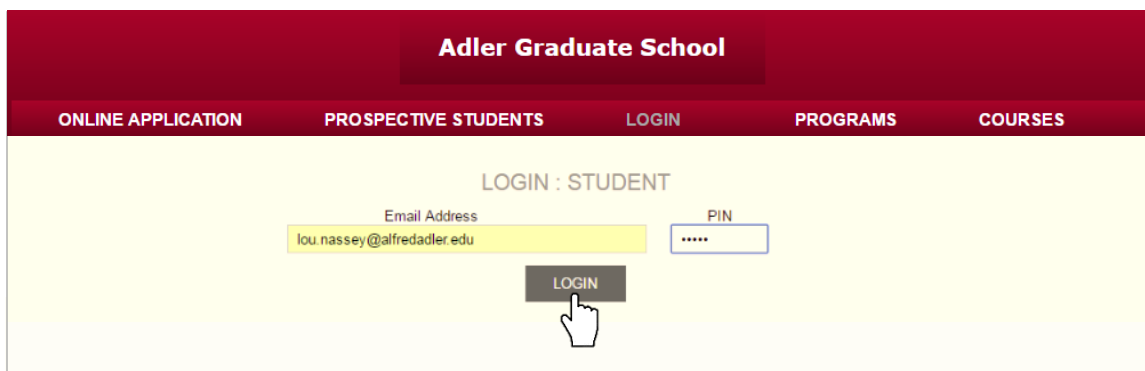 Adler Graduate School
ONLINE APPLICATION PROSPECTIVE STUDENTS LOGIN PROGRAMS COURSES
LOGIN : STUDENT
Email Address PIN
lou.nassey@alfredadler.edu •••••
LOGIN